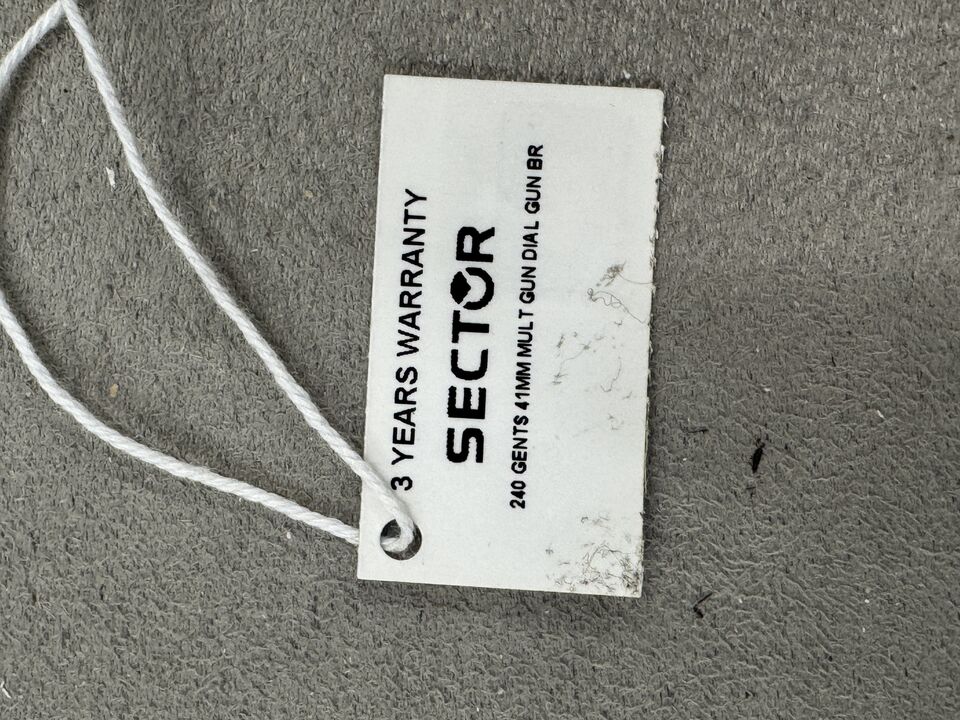 3 YEARS WARRANTY
SECTOR
240 GENTS 41MM MULT GUN DIAL GUN BR